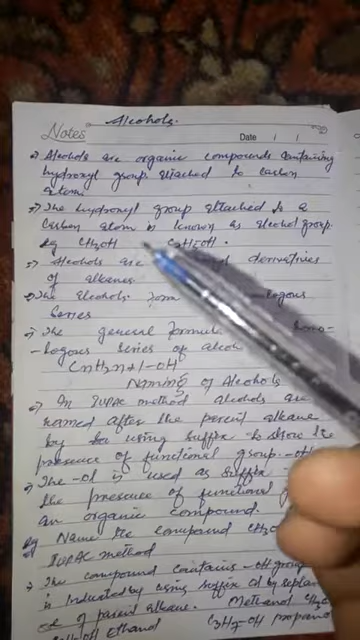 Alcohols.
Notes
Date / /
Alcohols are organic compounds containing
hydroxyl group attached to carbon
atom
The hydroxyl group attached to a
carbon atom is known as alcohol group.
eg CH3OH C2H5OH.
Alcohols are derivatives
of alkanes
The alcohols form logous
Series
The general formula homo-
-logous series of alcoh
CnH2n+1-OH
Naming of Alcohols
In IUPAC method alcohols are
named after the parent alkane
by using suffix to show the
presence of functional group.
The -ol is used as suffix
the presence of functional
an organic compound.
eg Name the compound CH3O
IUPAC method
The compound contains -OH group
is indicated by using suffix ol by replac
of parent alkane. Methanol
Ethanol C3H7-OH propano